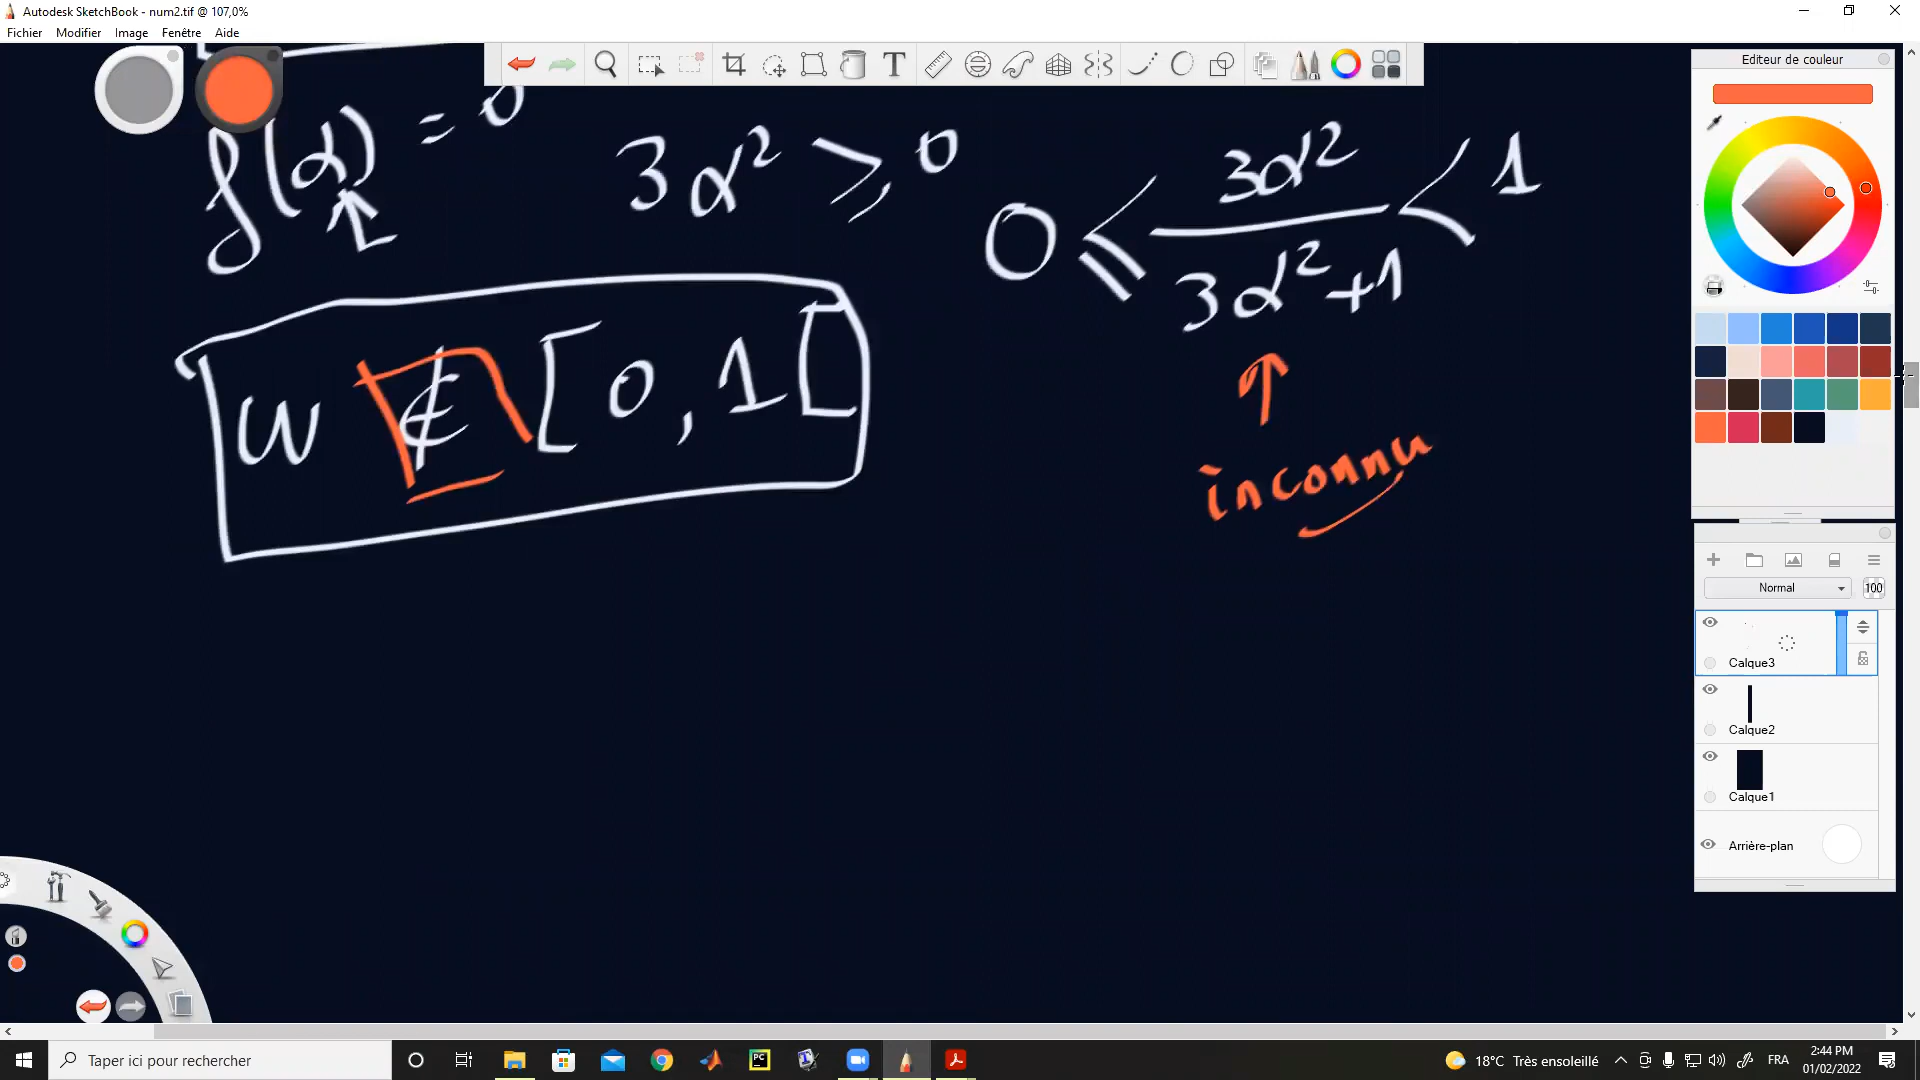 Autodesk SketchBook - num2.tif @ 107,0%
Fichier Modifier Image Fenêtre Aide
Editeur de couleur
f(α) = 0
3α² ⩾ 0
0 ⩽ 3α² / 3α²+1 < 1
ω ∉ [0, 1[
inconnu
Normal 100
Calque3
Calque2
Calque1
Arrière-plan
Taper ici pour rechercher
PC
18°C Très ensoleillé
FRA
2:44 PM
01/02/2022